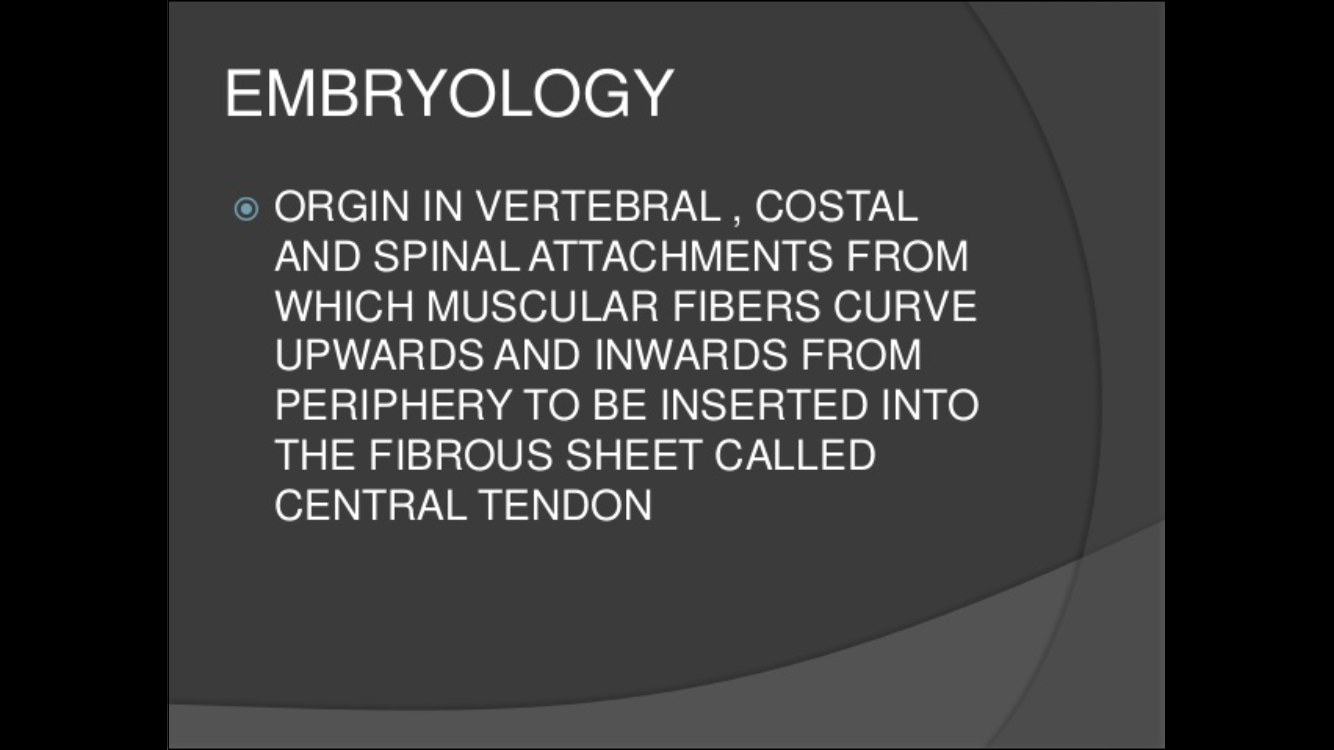 EMBRYOLOGY
ORGIN IN VERTEBRAL , COSTAL
AND SPINAL ATTACHMENTS FROM
WHICH MUSCULAR FIBERS CURVE
UPWARDS AND INWARDS FROM
PERIPHERY TO BE INSERTED INTO
THE FIBROUS SHEET CALLED
CENTRAL TENDON